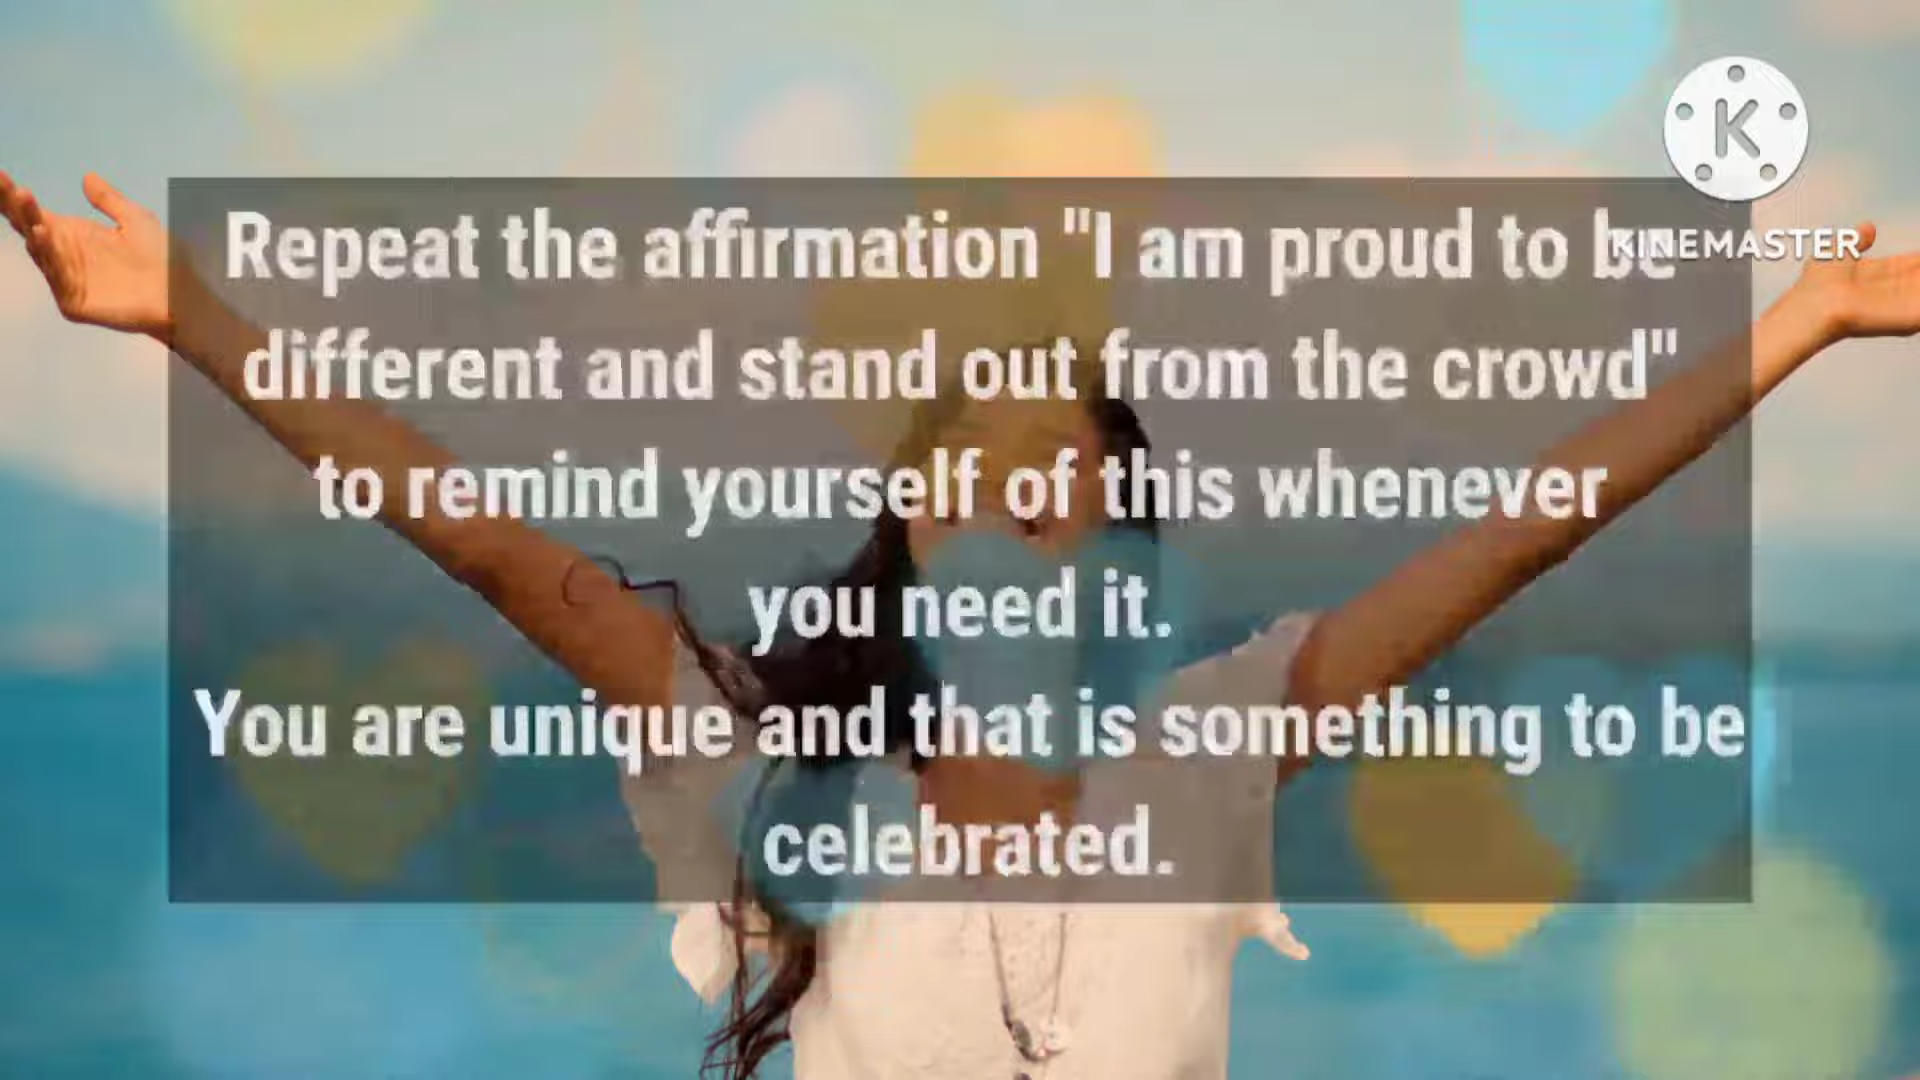 K
KINEMASTER
Repeat the affirmation "I am proud to be
different and stand out from the crowd"
to remind yourself of this whenever
you need it.
You are unique and that is something to be
celebrated.